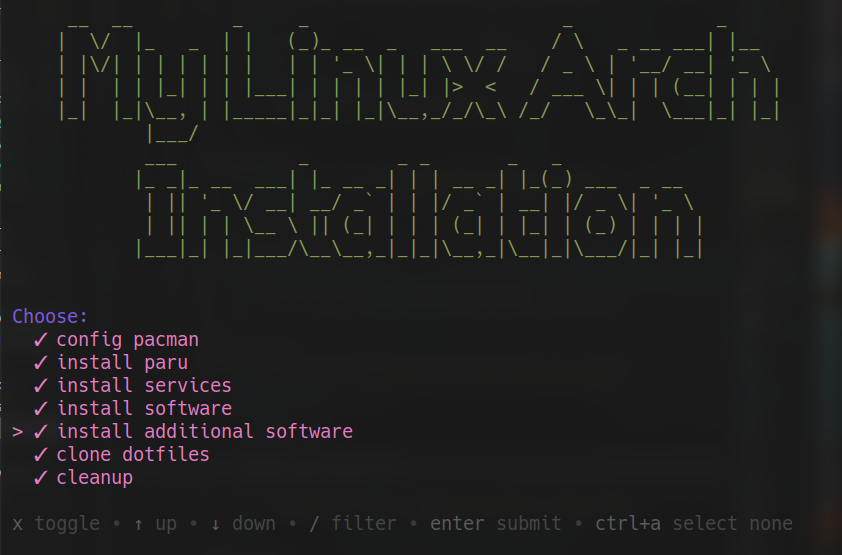 My Linux Arch
Installation
Choose:
✓ config pacman
✓ install paru
✓ install services
✓ install software
> ✓ install additional software
✓ clone dotfiles
✓ cleanup
x toggle • ↑ up • ↓ down • / filter • enter submit • ctrl+a select none